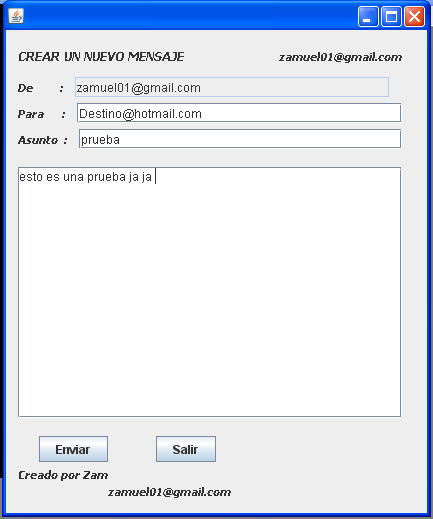 CREAR UN NUEVO MENSAJE zamuel01@gmail.com
De : zamuel01@gmail.com
Para : Destino@hotmail.com
Asunto : prueba
esto es una prueba ja ja
Enviar Salir
Creado por Zam
zamuel01@gmail.com